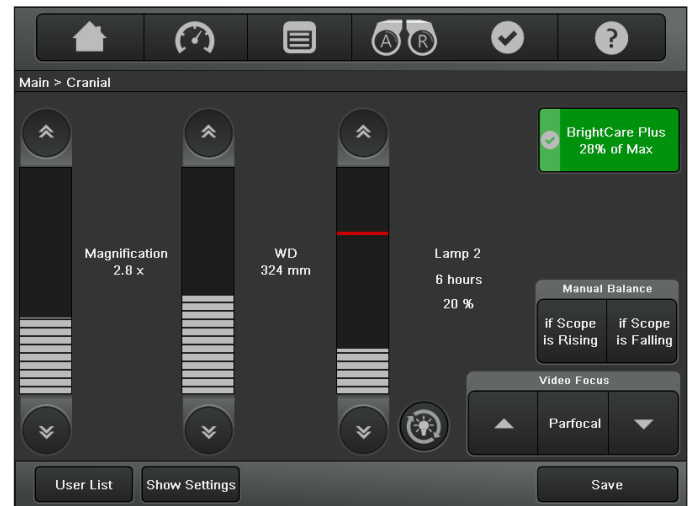 A R ?
Main > Cranial
BrightCare Plus
28% of Max
Magnification
2.8 x
WD
324 mm
Lamp 2
6 hours
20 %
Manual Balance
if Scope
is Rising
if Scope
is Falling
Video Focus
Parfocal
User List
Show Settings
Save